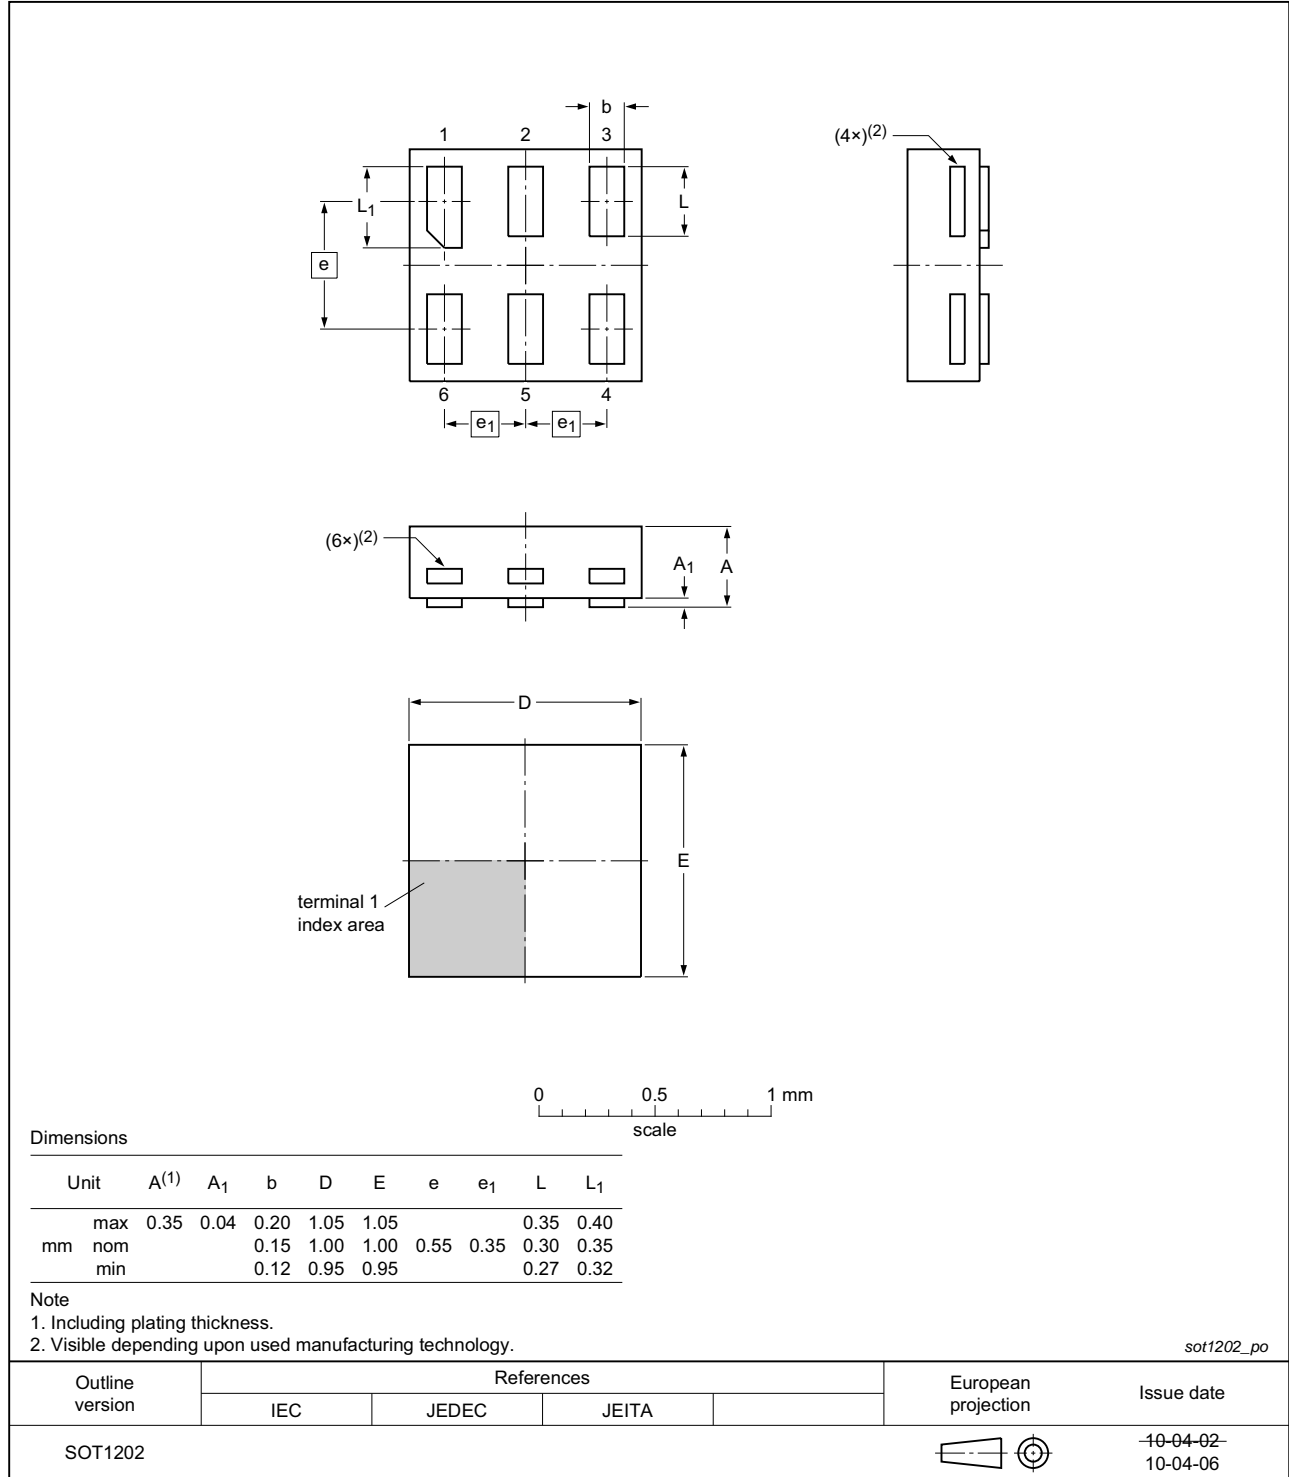 b
1 2 3
(4×)(2)
L1
L
e
6 5 4
e1 e1
(6×)(2)
A1 A
D
E
terminal 1
index area
0 0.5 1 mm
scale
Dimensions
Unit A(1) A1 b D E e e1 L L1
max 0.35 0.04 0.20 1.05 1.05 0.35 0.40
mm nom 0.15 1.00 1.00 0.55 0.35 0.30 0.35
min 0.12 0.95 0.95 0.27 0.32
Note
1. Including plating thickness.
2. Visible depending upon used manufacturing technology.
sot1202_po
Outline
version
References
IEC JEDEC JEITA
European
projection
Issue date
SOT1202
10-04-02
10-04-06